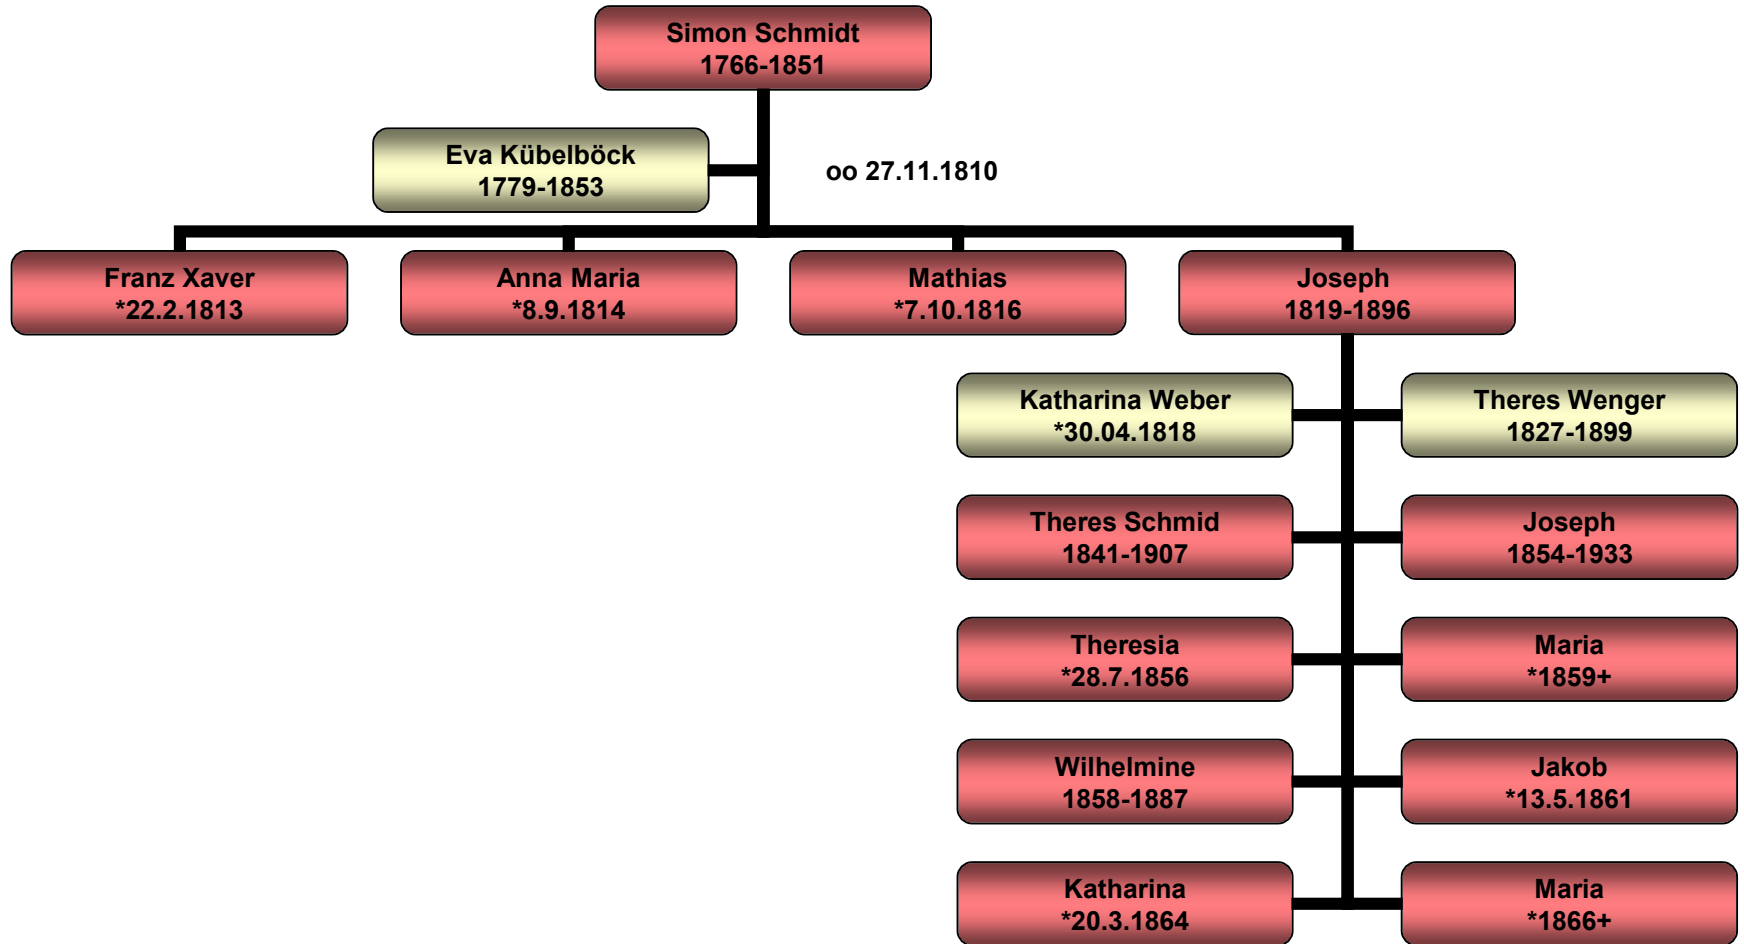 Simon Schmidt
1766-1851
Eva Kübelböck
1779-1853
oo 27.11.1810
Franz Xaver
*22.2.1813
Anna Maria
*8.9.1814
Mathias
*7.10.1816
Joseph
1819-1896
Katharina Weber
*30.04.1818
Theres Wenger
1827-1899
Theres Schmid
1841-1907
Joseph
1854-1933
Theresia
*28.7.1856
Maria
*1859+
Wilhelmine
1858-1887
Jakob
*13.5.1861
Katharina
*20.3.1864
Maria
*1866+